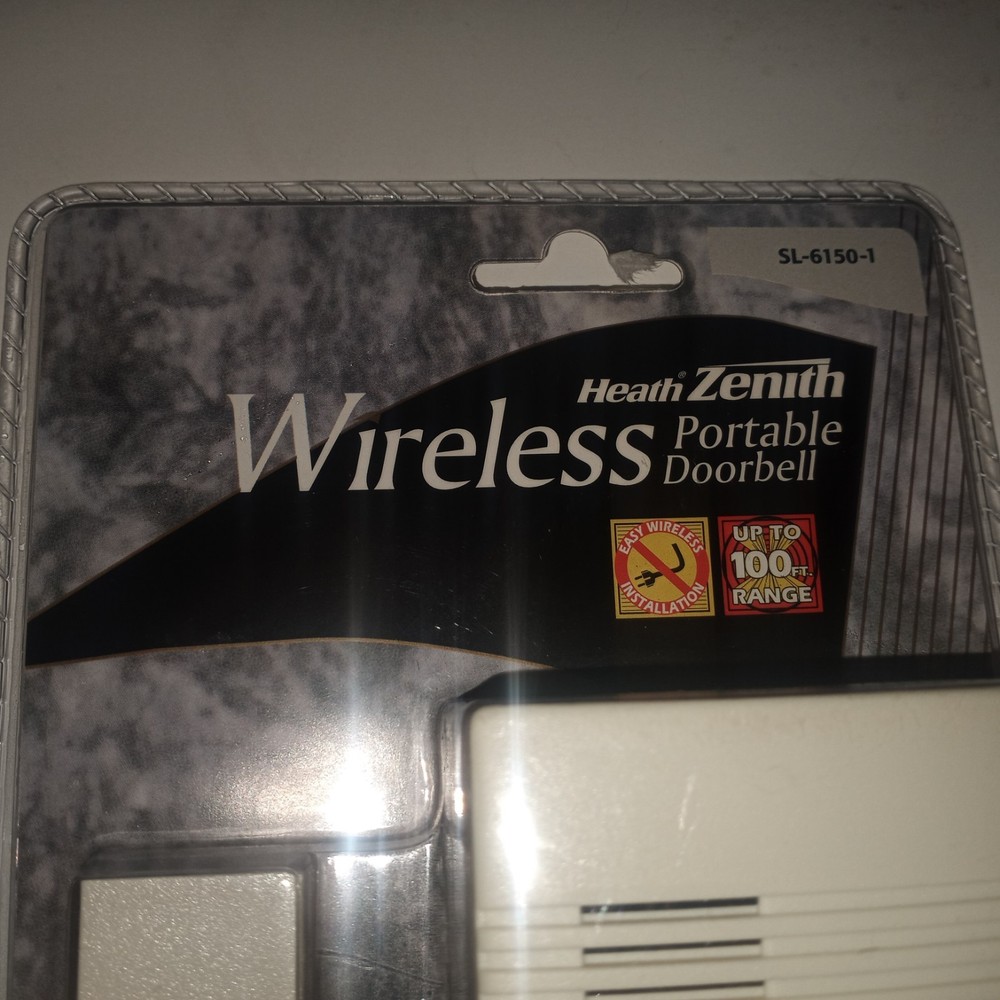 SL-6150-1
Heath® Zenith
Wireless Portable
Doorbell
EASY WIRELESS
INSTALLATION
UP TO
100 FT.
RANGE